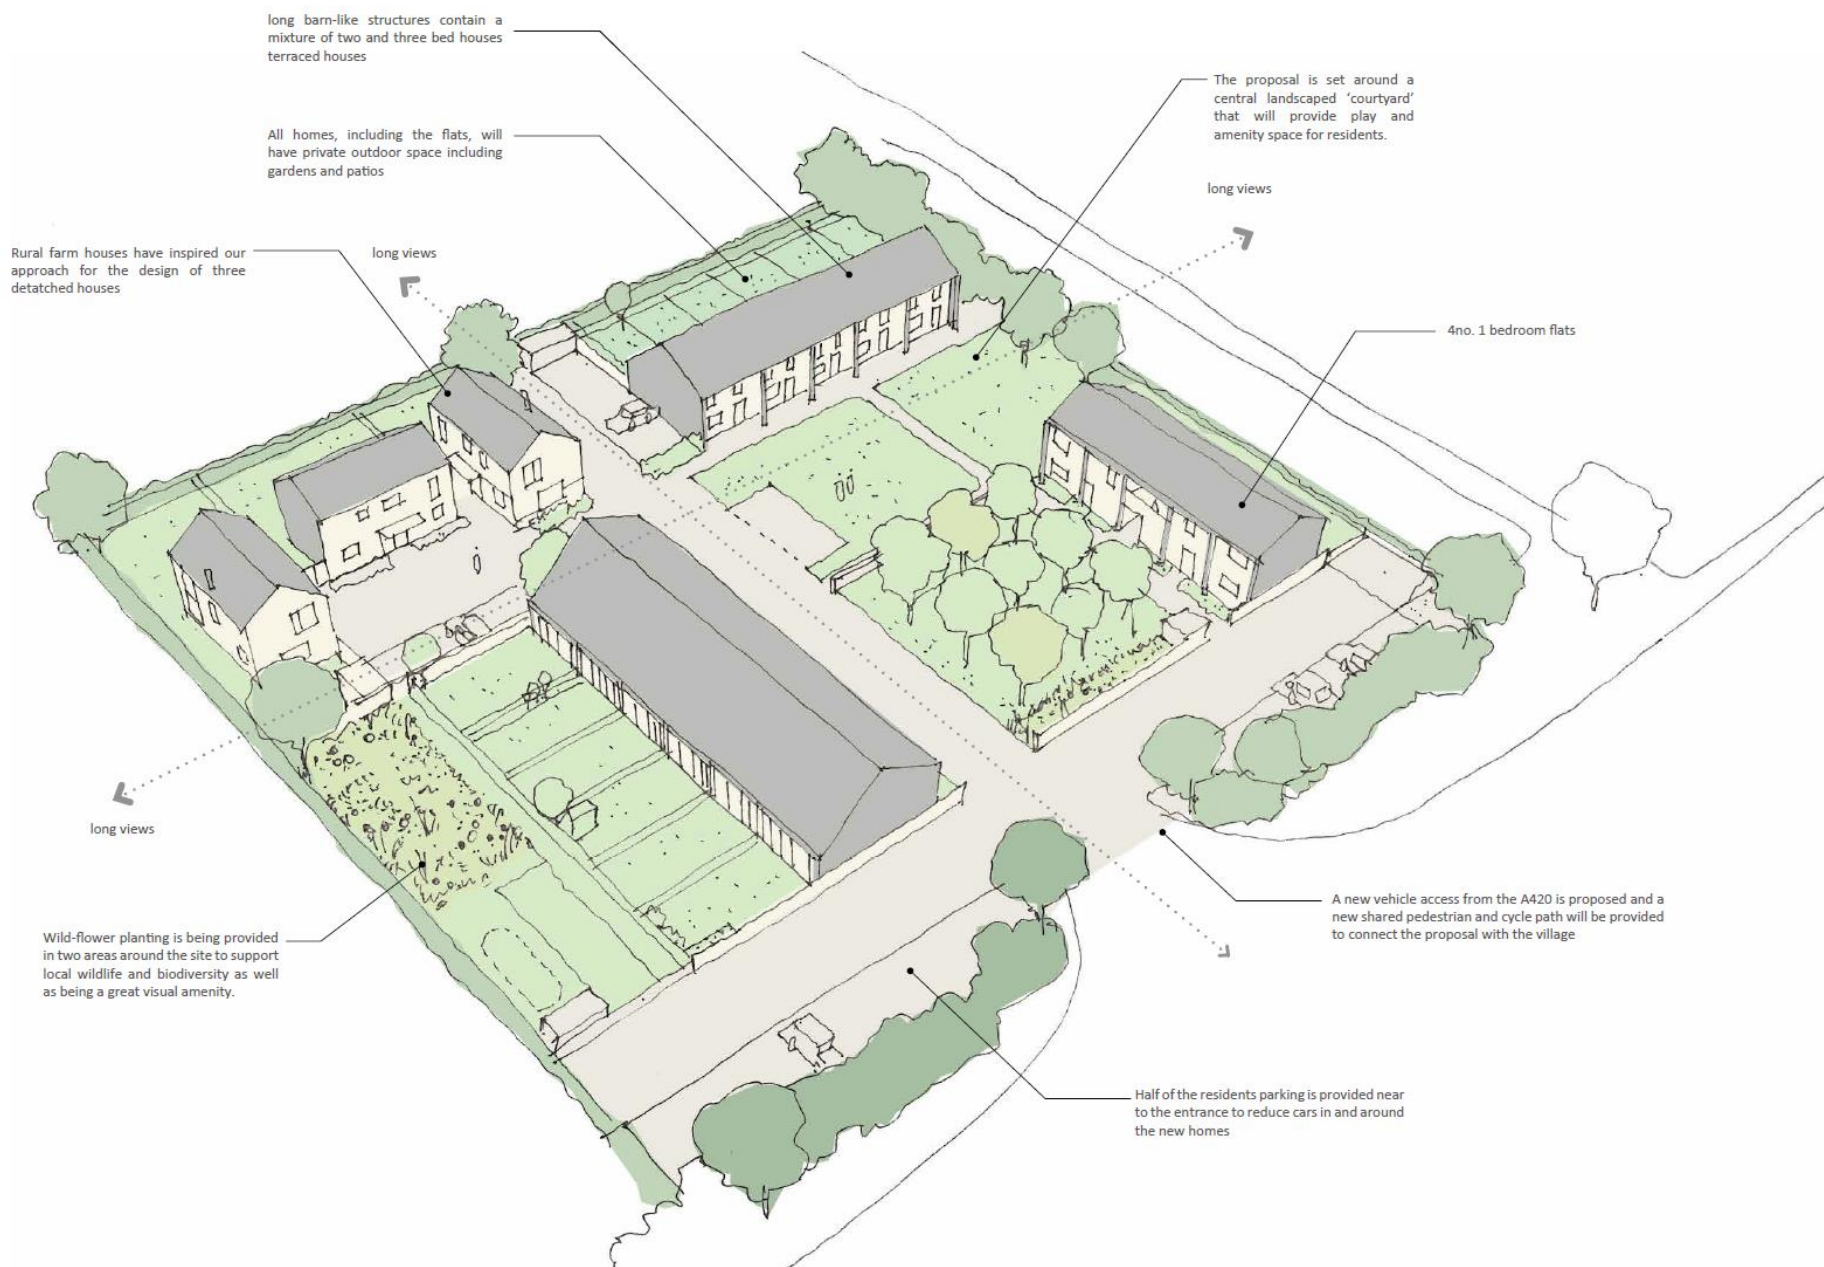 long barn-like structures contain a
mixture of two and three bed houses
terraced houses
The proposal is set around a
central landscaped ‘courtyard’
that will provide play and
amenity space for residents.
All homes, including the flats, will
have private outdoor space including
gardens and patios
long views
Rural farm houses have inspired our
approach for the design of three
detatched houses
long views
4no. 1 bedroom flats
long views
A new vehicle access from the A420 is proposed and a
new shared pedestrian and cycle path will be provided
to connect the proposal with the village
Wild-flower planting is being provided
in two areas around the site to support
local wildlife and biodiversity as well
as being a great visual amenity.
Half of the residents parking is provided near
to the entrance to reduce cars in and around
the new homes